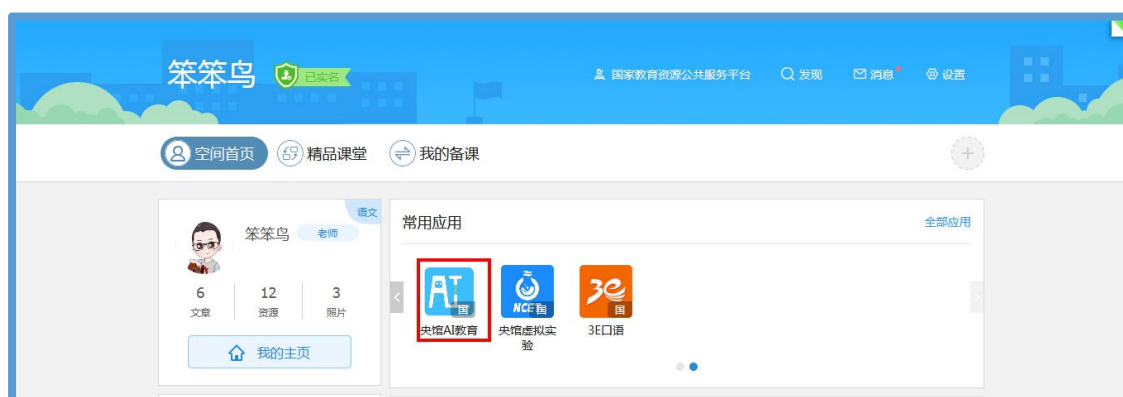 笨笨鸟
已实名
国家教育资源公共服务平台 发现 消息 设置
空间首页 精品课堂 我的备课
语文
笨笨鸟 老师
6 12 3
文章 资源 照片
我的主页
常用应用 全部应用
AI 国
NCET 国
3e 国
央馆AI教育 央馆虚拟实 3E口语
验